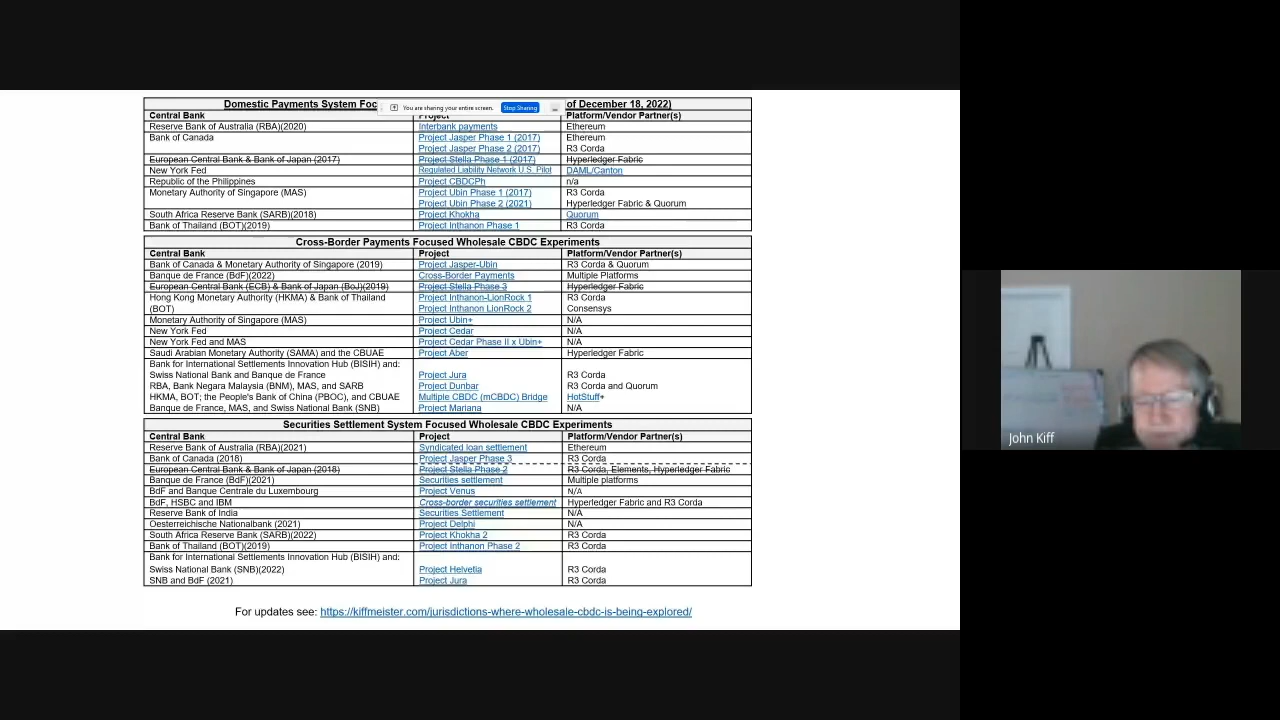 Domestic Payments System Foc of December 18, 2022)
You are sharing your entire screen. Stop Sharing
Central Bank Project Platform/Vendor Partner(s)
Reserve Bank of Australia (RBA)(2020) Interbank payments Ethereum
Bank of Canada Project Jasper Phase 1 (2017) Ethereum
Project Jasper Phase 2 (2017) R3 Corda
European Central Bank & Bank of Japan (2017) Project Stella Phase 1 (2017) Hyperledger Fabric
New York Fed Regulated Liability Network U.S. Pilot DAML/Canton
Republic of the Philippines Project CBDCPh n/a
Monetary Authority of Singapore (MAS) Project Ubin Phase 1 (2017) R3 Corda
Project Ubin Phase 2 (2021) Hyperledger Fabric & Quorum
South Africa Reserve Bank (SARB)(2018) Project Khokha Quorum
Bank of Thailand (BOT)(2019) Project Inthanon Phase 1 R3 Corda
Cross-Border Payments Focused Wholesale CBDC Experiments
Central Bank Project Platform/Vendor Partner(s)
Bank of Canada & Monetary Authority of Singapore (2019) Project Jasper-Ubin R3 Corda & Quorum
Banque de France (BdF)(2022) Cross-Border Payments Multiple Platforms
European Central Bank (ECB) & Bank of Japan (BoJ)(2019) Project Stella Phase 3 Hyperledger Fabric
Hong Kong Monetary Authority (HKMA) & Bank of Thailand Project Inthanon-LionRock 1 R3 Corda
(BOT) Project Inthanon LionRock 2 Consensys
Monetary Authority of Singapore (MAS) Project Ubin+ N/A
New York Fed Project Cedar N/A
New York Fed and MAS Project Cedar Phase II x Ubin+ N/A
Saudi Arabian Monetary Authority (SAMA) and the CBUAE Project Aber Hyperledger Fabric
Bank for International Settlements Innovation Hub (BISIH) and:
Swiss National Bank and Banque de France Project Jura R3 Corda
RBA, Bank Negara Malaysia (BNM), MAS, and SARB Project Dunbar R3 Corda and Quorum
HKMA, BOT; the People's Bank of China (PBOC), and CBUAE Multiple CBDC (mCBDC) Bridge HotStuff+
Banque de France, MAS, and Swiss National Bank (SNB) Project Mariana N/A
Securities Settlement System Focused Wholesale CBDC Experiments
Central Bank Project Platform/Vendor Partner(s)
Reserve Bank of Australia (RBA)(2021) Syndicated loan settlement Ethereum
Bank of Canada (2018) Project Jasper Phase 3 R3 Corda
European Central Bank & Bank of Japan (2018) Project Stella Phase 2 R3 Corda, Elements, Hyperledger Fabric
Banque de France (BdF)(2021) Securities settlement Multiple platforms
BdF and Banque Centrale du Luxembourg Project Venus N/A
BdF, HSBC and IBM Cross-border securities settlement Hyperledger Fabric and R3 Corda
Reserve Bank of India Securities Settlement N/A
Oesterreichische Nationalbank (2021) Project Delphi N/A
South Africa Reserve Bank (SARB)(2022) Project Khokha 2 R3 Corda
Bank of Thailand (BOT)(2019) Project Inthanon Phase 2 R3 Corda
Bank for International Settlements Innovation Hub (BISIH) and:
Swiss National Bank (SNB)(2022) Project Helvetia R3 Corda
SNB and BdF (2021) Project Jura R3 Corda
For updates see: https://kiffmeister.com/jurisdictions-where-wholesale-cbdc-is-being-explored/
John Kiff